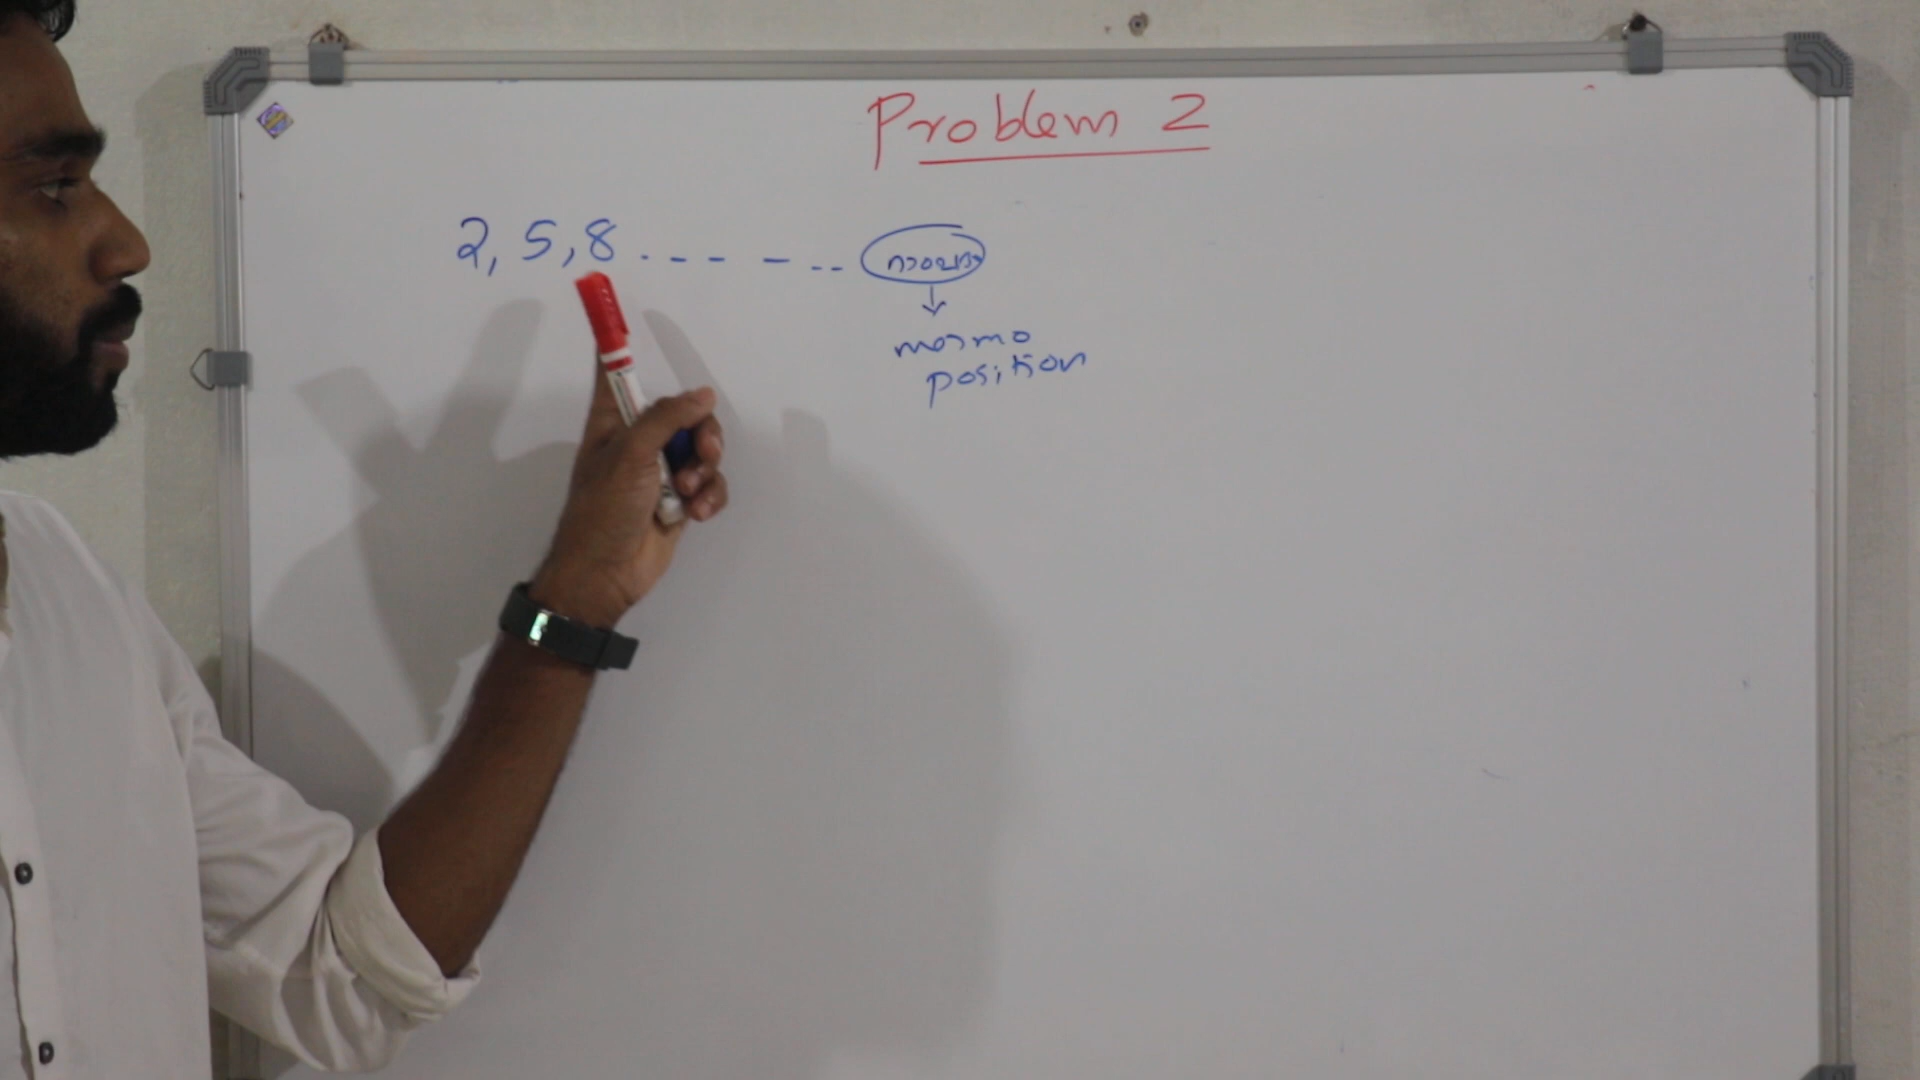 Problem 2
2, 5, 8 . - - - - - -
position